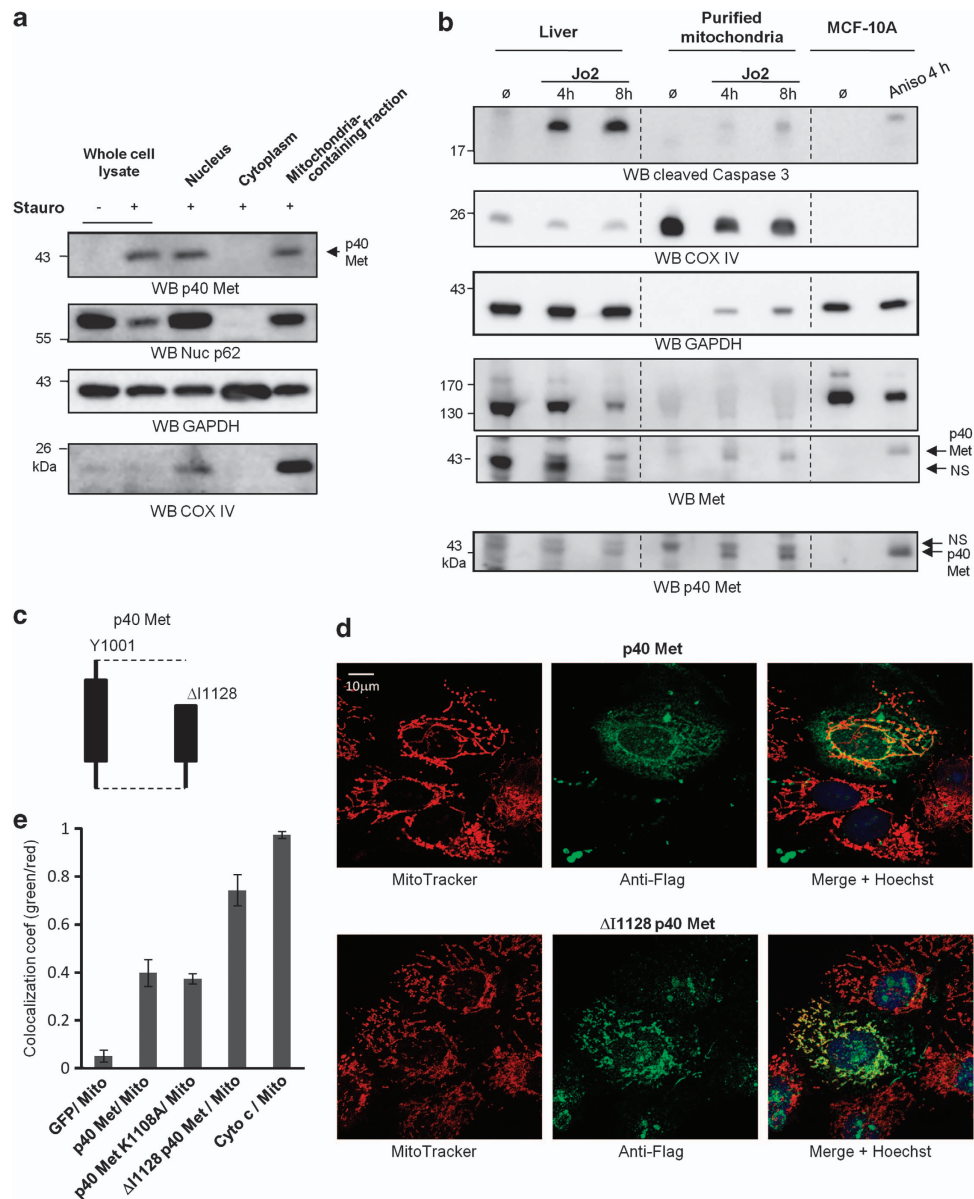 a
Whole cell
lysate
Nucleus
Cytoplasm
Mitochondria-
containing fraction
Stauro - + + + +
43
p40
Met
WB p40 Met
55
WB Nuc p62
43
WB GAPDH
26
kDa
WB COX IV
b
Liver
Purified
mitochondria
MCF-10A
Jo2
Jo2
ø 4h 8h ø 4h 8h ø Aniso 4 h
17
WB cleaved Caspase 3
26
WB COX IV
43
WB GAPDH
170
130
43
p40
Met
NS
WB Met
43
kDa
NS
p40
Met
WB p40 Met
c
p40 Met
Y1001
ΔI1128
d
p40 Met
10μm
MitoTracker
Anti-Flag
Merge + Hoechst
ΔI1128 p40 Met
MitoTracker
Anti-Flag
Merge + Hoechst
e
Colocalization coef (green/red)
1
0.8
0.6
0.4
0.2
0
GFP/ Mito
p40 Met/ Mito
p40 Met K1108A/ Mito
ΔI1128 p40 Met / Mito
Cyto c / Mito